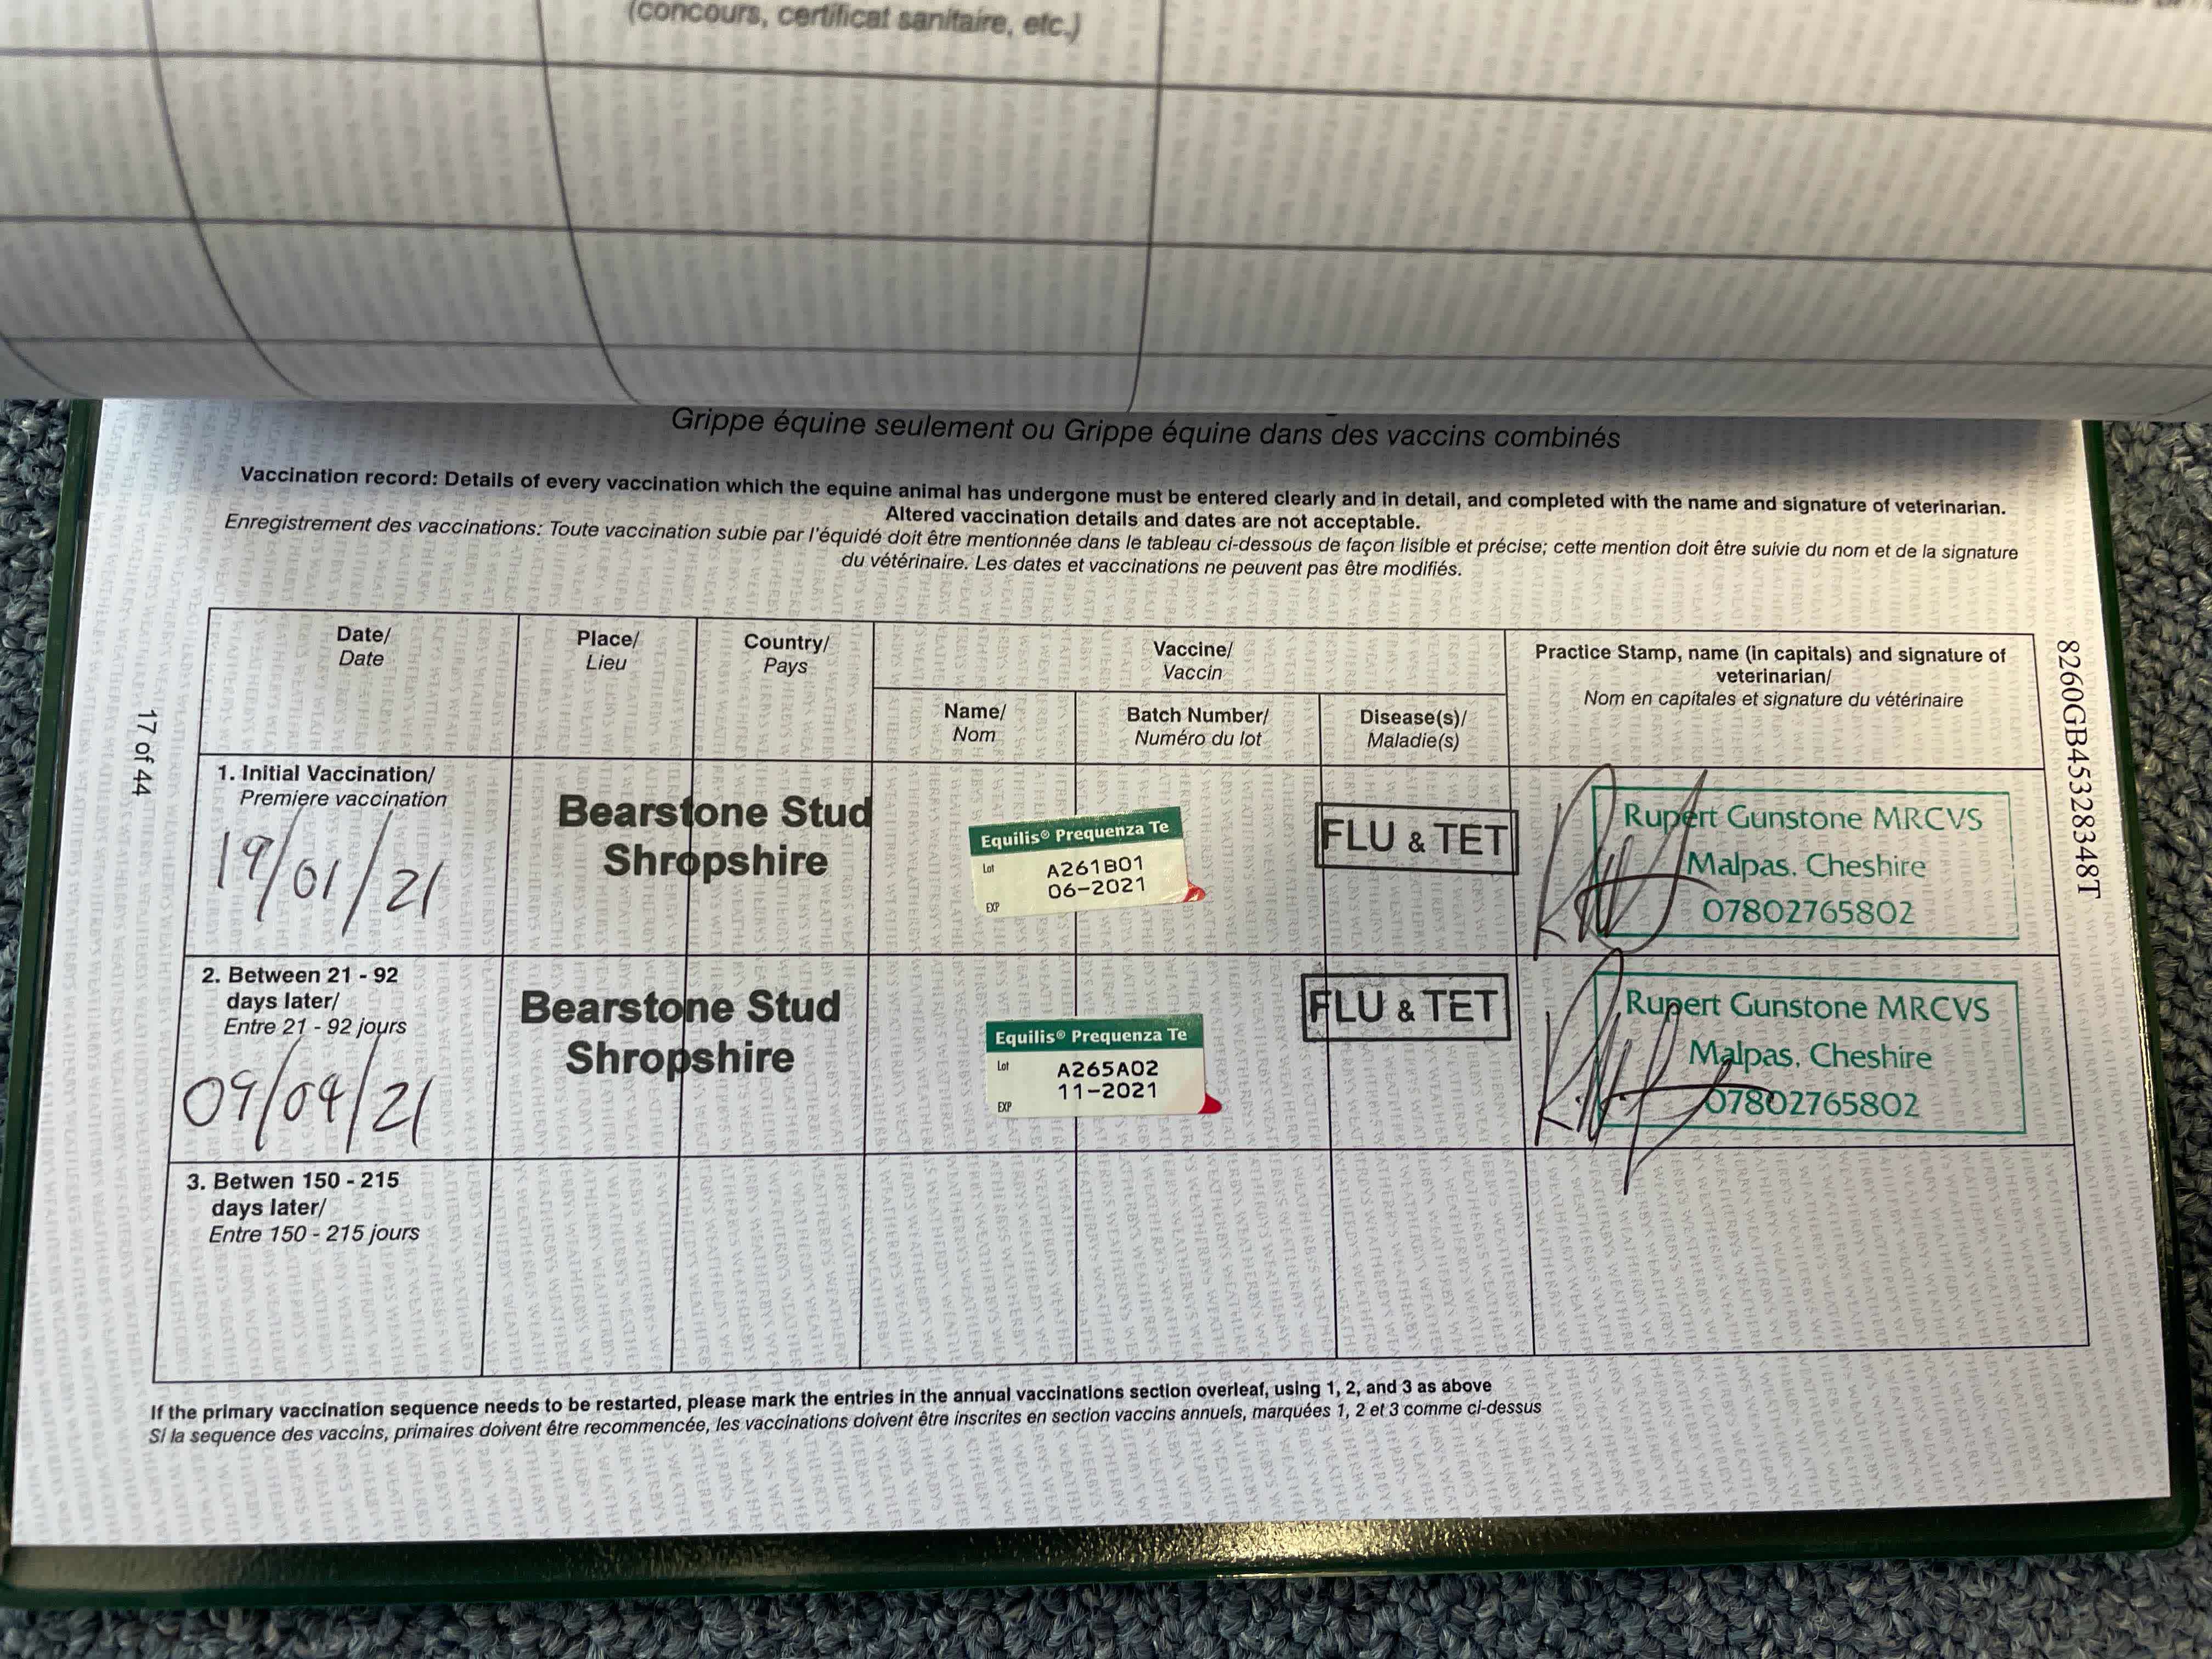 (concours, certificat sanitaire, etc.)
Grippe équine seulement ou Grippe équine dans des vaccins combinés
Vaccination record: Details of every vaccination which the equine animal has undergone must be entered clearly and in detail, and completed with the name and signature of veterinarian.
Altered vaccination details and dates are not acceptable.
Enregistrement des vaccinations: Toute vaccination subie par l'équidé doit être mentionnée dans le tableau ci-dessous de façon lisible et précise; cette mention doit être suivie du nom et de la signature
du vétérinaire. Les dates et vaccinations ne peuvent pas être modifiés.
Date/
Date
Place/
Lieu
Country/
Pays
Vaccine/
Vaccin
Name/
Nom
Batch Number/
Numéro du lot
Disease(s)/
Maladie(s)
Practice Stamp, name (in capitals) and signature of
veterinarian/
Nom en capitales et signature du vétérinaire
1. Initial Vaccination/
Premiere vaccination
19/01/21
Bearstone Stud
Shropshire
Equilis® Prequenza Te
Lot A261B01
06-2021
EXP
FLU & TET
Rupert Gunstone MRCVS
Malpas, Cheshire
07802765802
2. Between 21 - 92
days later/
Entre 21 - 92 jours
09/04/21
Bearstone Stud
Shropshire
Equilis® Prequenza Te
Lot A265A02
11-2021
EXP
FLU & TET
Rupert Gunstone MRCVS
Malpas, Cheshire
07802765802
3. Betwen 150 - 215
days later/
Entre 150 - 215 jours
If the primary vaccination sequence needs to be restarted, please mark the entries in the annual vaccinations section overleaf, using 1, 2, and 3 as above
Si la sequence des vaccins, primaires doivent être recommencée, les vaccinations doivent être inscrites en section vaccins annuels, marquées 1, 2 et 3 comme ci-dessus
17 of 44
8260GB45328348T